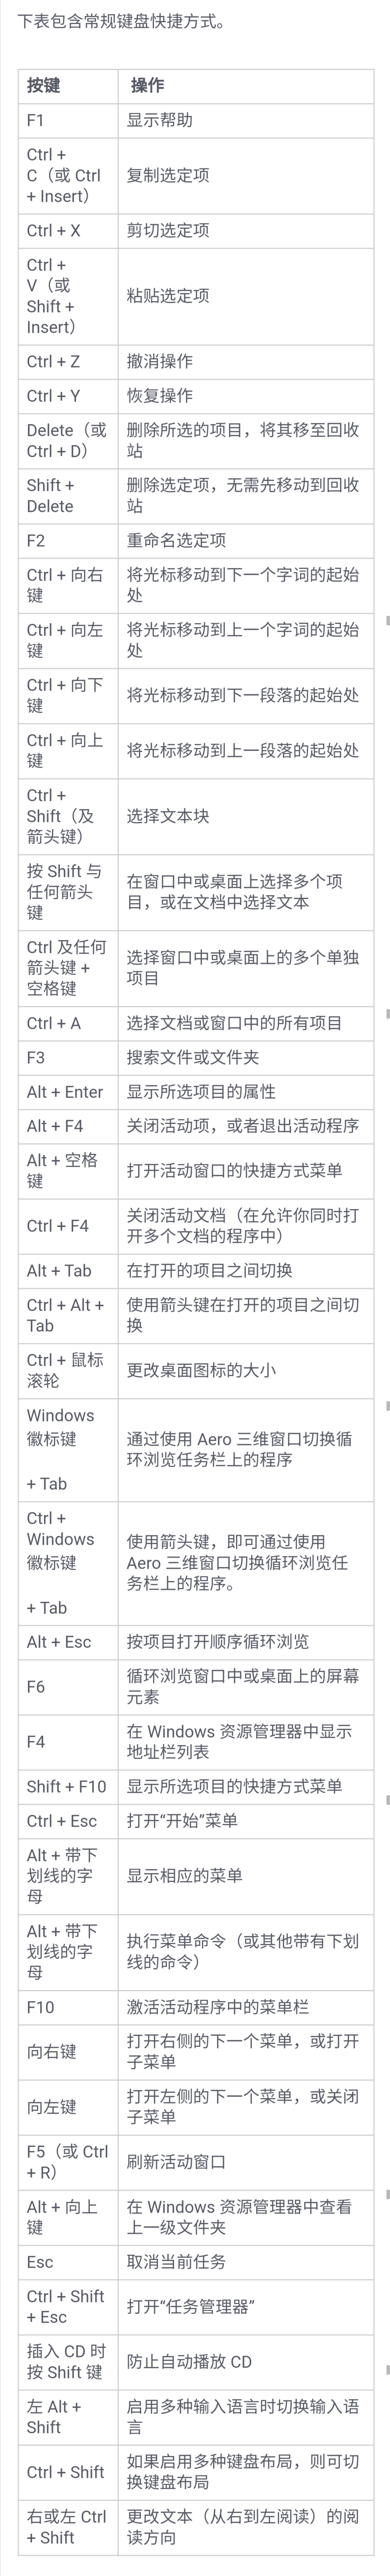 下表包含常规键盘快捷方式。
按键
操作
F1
显示帮助
Ctrl +
C（或 Ctrl
+ Insert）
复制选定项
Ctrl + X
剪切选定项
Ctrl +
V（或
Shift +
Insert）
粘贴选定项
Ctrl + Z
撤消操作
Ctrl + Y
恢复操作
Delete（或
Ctrl + D）
删除所选的项目，将其移至回收
站
Shift +
Delete
删除选定项，无需先移动到回收
站
F2
重命名选定项
Ctrl + 向右
键
将光标移动到下一个字词的起始
处
Ctrl + 向左
键
将光标移动到上一个字词的起始
处
Ctrl + 向下
键
将光标移动到下一段落的起始处
Ctrl + 向上
键
将光标移动到上一段落的起始处
Ctrl +
Shift（及
箭头键）
选择文本块
按 Shift 与
任何箭头
键
在窗口中或桌面上选择多个项
目，或在文档中选择文本
Ctrl 及任何
箭头键 +
空格键
选择窗口中或桌面上的多个单独
项目
Ctrl + A
选择文档或窗口中的所有项目
F3
搜索文件或文件夹
Alt + Enter
显示所选项目的属性
Alt + F4
关闭活动项，或者退出活动程序
Alt + 空格
键
打开活动窗口的快捷方式菜单
Ctrl + F4
关闭活动文档（在允许你同时打
开多个文档的程序中）
Alt + Tab
在打开的项目之间切换
Ctrl + Alt +
Tab
使用箭头键在打开的项目之间切
换
Ctrl + 鼠标
滚轮
更改桌面图标的大小
Windows
徽标键
+ Tab
通过使用 Aero 三维窗口切换循
环浏览任务栏上的程序
Ctrl +
Windows
徽标键
+ Tab
使用箭头键，即可通过使用
Aero 三维窗口切换循环浏览任
务栏上的程序。
Alt + Esc
按项目打开顺序循环浏览
F6
循环浏览窗口中或桌面上的屏幕
元素
F4
在 Windows 资源管理器中显示
地址栏列表
Shift + F10
显示所选项目的快捷方式菜单
Ctrl + Esc
打开“开始”菜单
Alt + 带下
划线的字
母
显示相应的菜单
Alt + 带下
划线的字
母
执行菜单命令（或其他带有下划
线的命令）
F10
激活活动程序中的菜单栏
向右键
打开右侧的下一个菜单，或打开
子菜单
向左键
打开左侧的下一个菜单，或关闭
子菜单
F5（或 Ctrl
+ R）
刷新活动窗口
Alt + 向上
键
在 Windows 资源管理器中查看
上一级文件夹
Esc
取消当前任务
Ctrl + Shift
+ Esc
打开“任务管理器”
插入 CD 时
按 Shift 键
防止自动播放 CD
左 Alt +
Shift
启用多种输入语言时切换输入语
言
Ctrl + Shift
如果启用多种键盘布局，则可切
换键盘布局
右或左 Ctrl
+ Shift
更改文本（从右到左阅读）的阅
读方向